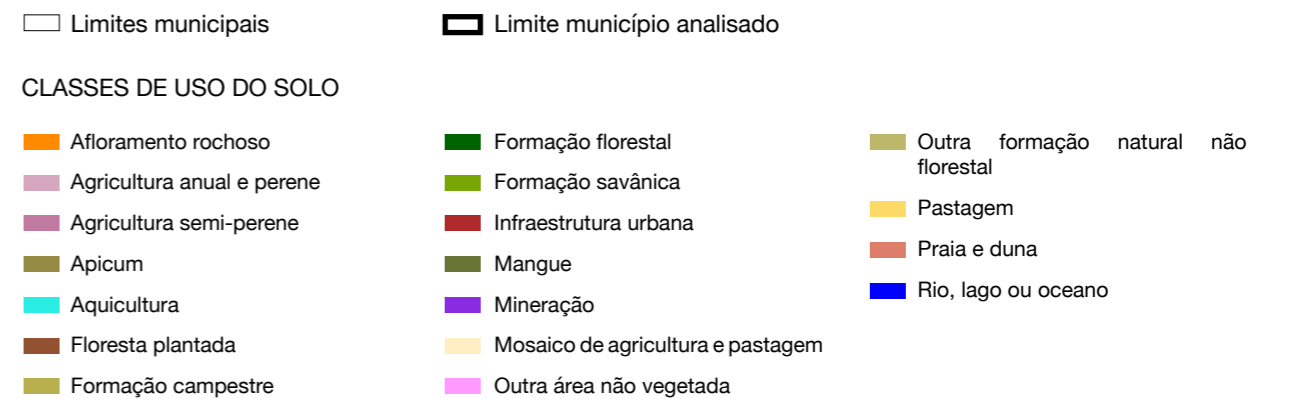 Limites municipais
Limite município analisado
CLASSES DE USO DO SOLO
Afloramento rochoso
Agricultura anual e perene
Agricultura semi-perene
Apicum
Aquicultura
Floresta plantada
Formação campestre
Formação florestal
Formação savânica
Infraestrutura urbana
Mangue
Mineração
Mosaico de agricultura e pastagem
Outra área não vegetada
Outra formação natural não
florestal
Pastagem
Praia e duna
Rio, lago ou oceano